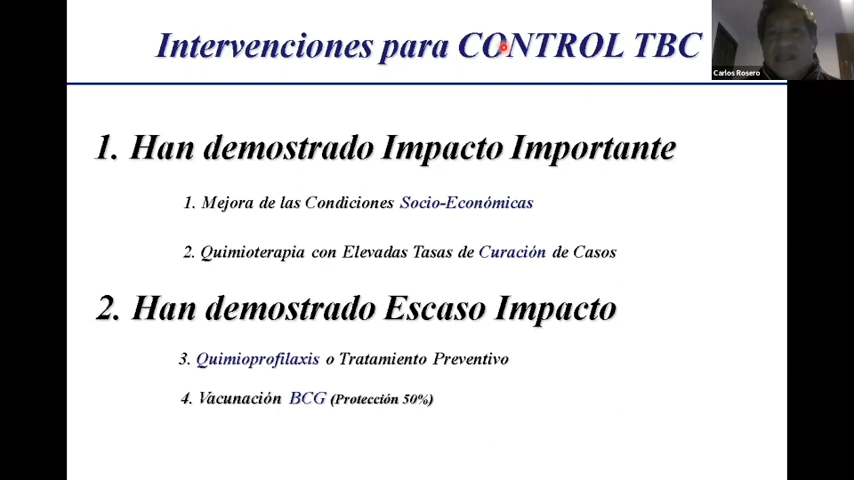 Intervenciones para CONTROL TBC
Carlos Rosero
1. Han demostrado Impacto Importante
1. Mejora de las Condiciones Socio-Económicas
2. Quimioterapia con Elevadas Tasas de Curación de Casos
2. Han demostrado Escaso Impacto
3. Quimioprofilaxis o Tratamiento Preventivo
4. Vacunación BCG (Protección 50%)